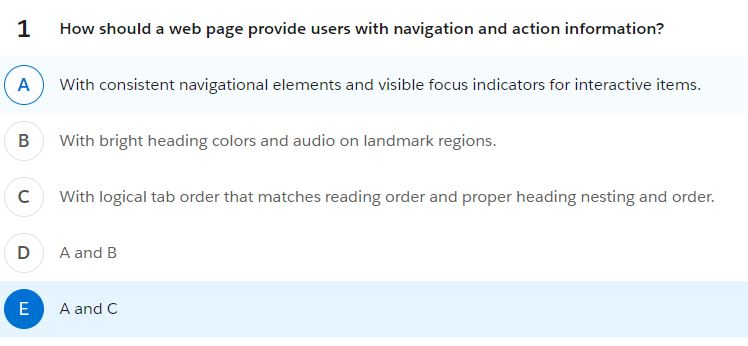 1 How should a web page provide users with navigation and action information?
A With consistent navigational elements and visible focus indicators for interactive items.
B With bright heading colors and audio on landmark regions.
C With logical tab order that matches reading order and proper heading nesting and order.
D A and B
E A and C